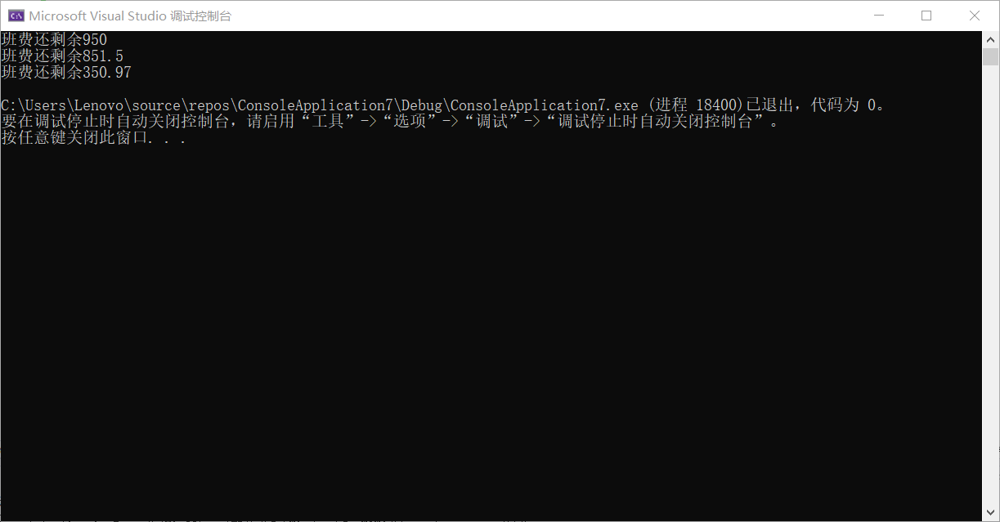 Microsoft Visual Studio 调试控制台
班费还剩余950
班费还剩余851.5
班费还剩余350.97
C:\Users\Lenovo\source\repos\ConsoleApplication7\Debug\ConsoleApplication7.exe (进程 18400)已退出，代码为 0。
要在调试停止时自动关闭控制台，请启用“工具”->“选项”->“调试”->“调试停止时自动关闭控制台”。
按任意键关闭此窗口. . .